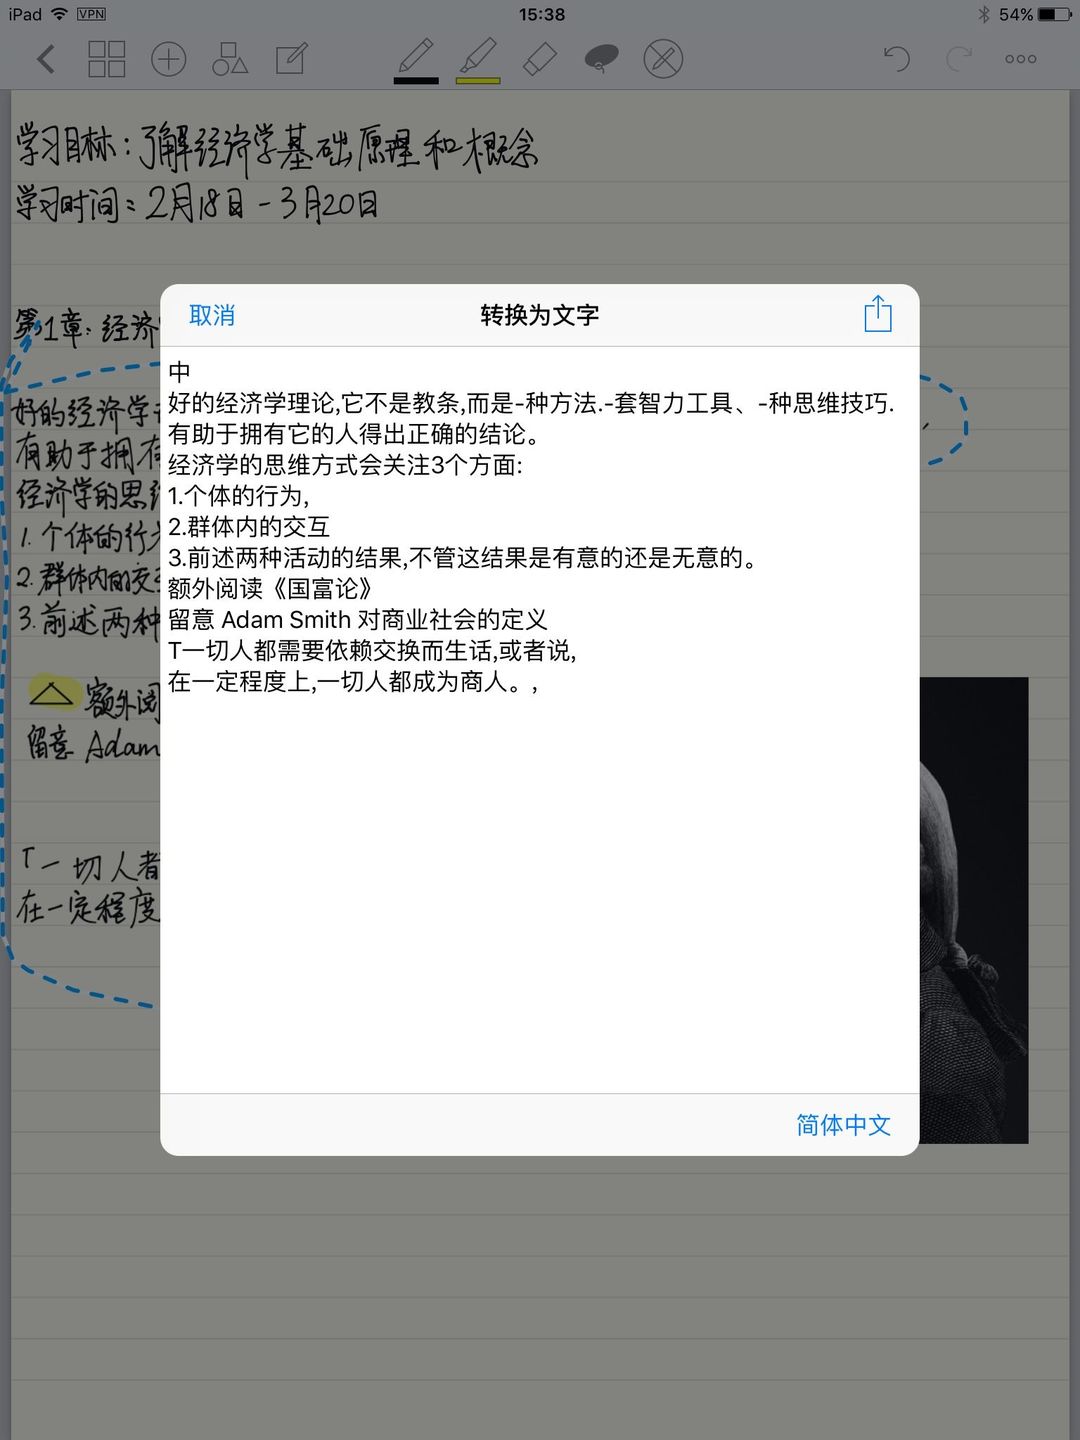 iPad VPN 15:38 54%
学习目标:了解经济学基础原理和概念
学习时间:2月18日-3月20日
第1章·经济
好的经济学
有助于拥有
经济学的思
1.个体的行
2.群体内的交
3.前述两种
额外阅
留意 Adam
「一切人者
在一定程度
取消 转换为文字
中
好的经济学理论,它不是教条,而是-种方法.-套智力工具、-种思维技巧.
有助于拥有它的人得出正确的结论。
经济学的思维方式会关注3个方面:
1.个体的行为,
2.群体内的交互
3.前述两种活动的结果,不管这结果是有意的还是无意的。
额外阅读《国富论》
留意 Adam Smith 对商业社会的定义
T一切人都需要依赖交换而生话,或者说,
在一定程度上,一切人都成为商人。,
简体中文